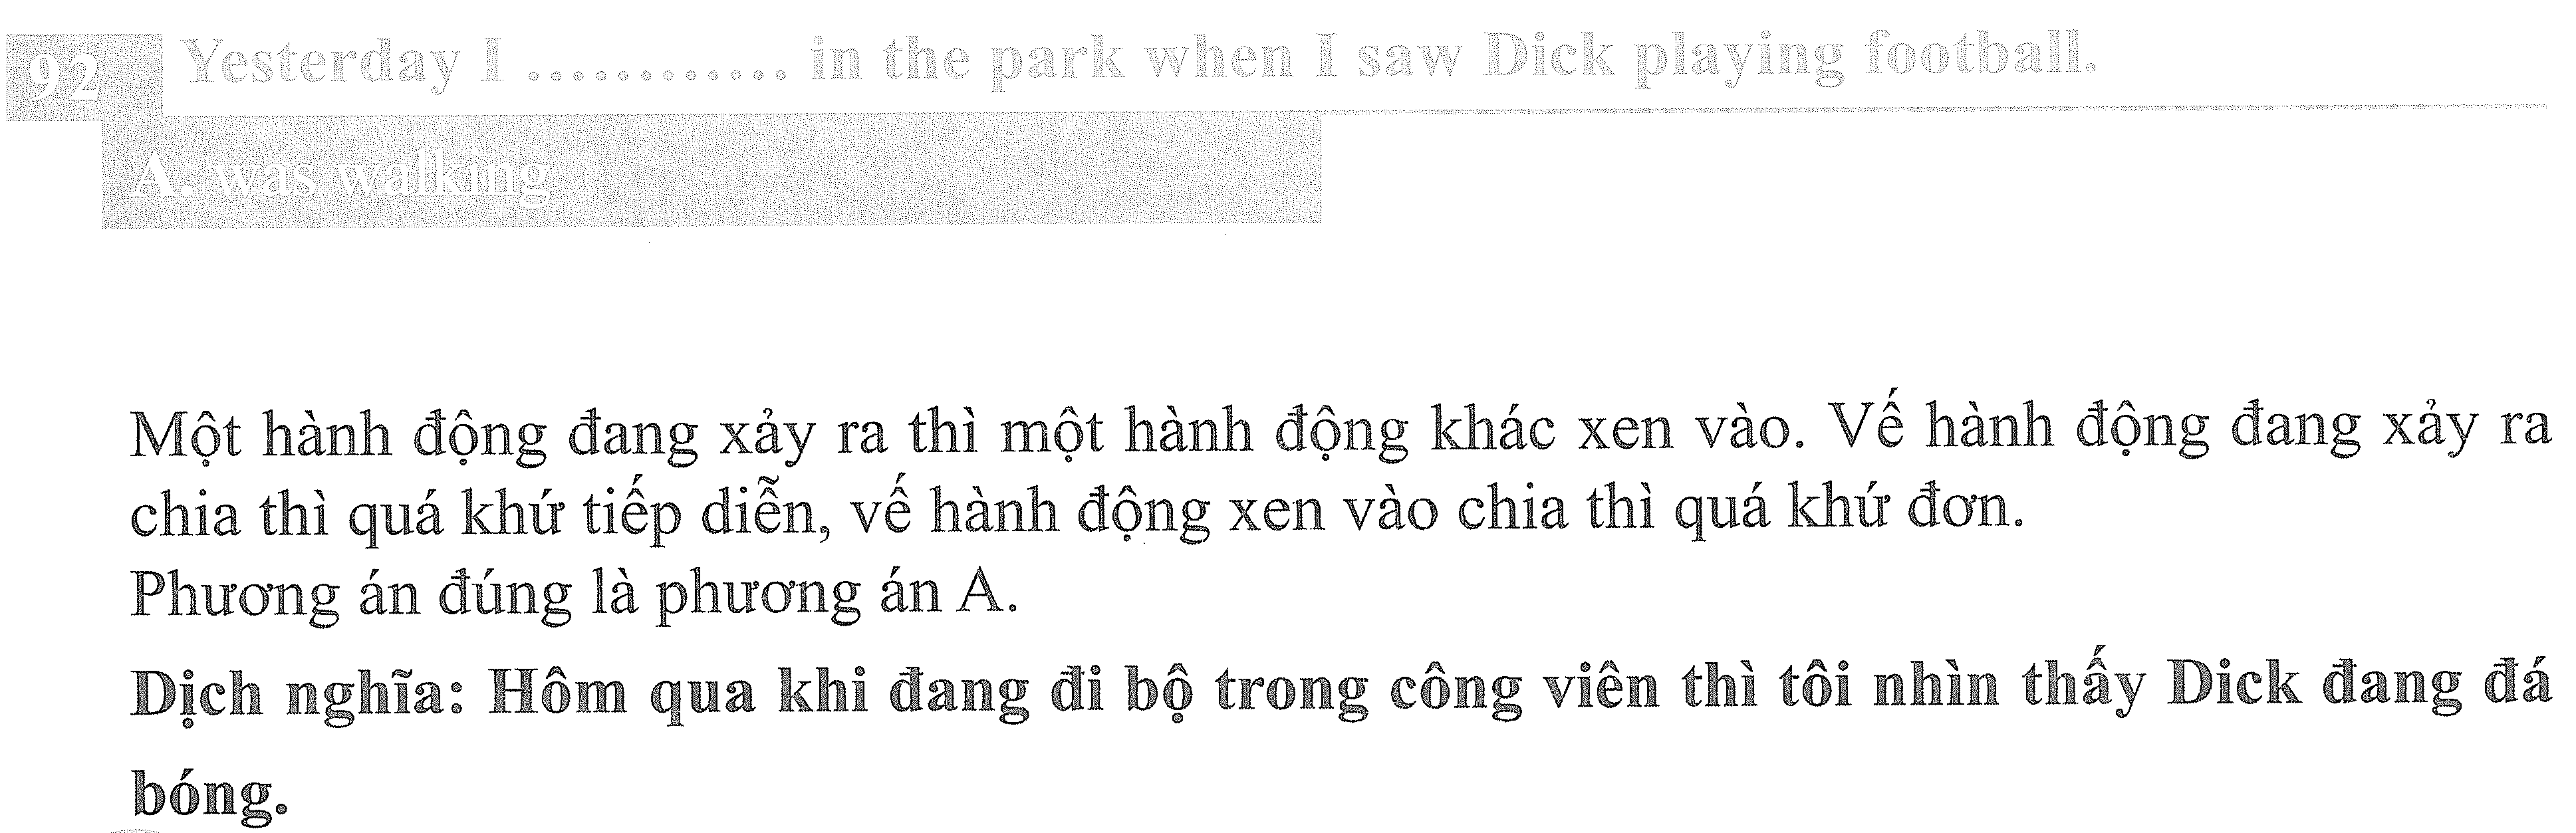 92 Yesterday I ............ in the park when I saw Dick playing football.
A. was walking
Một hành động đang xảy ra thì một hành động khác xen vào. Vế hành động đang xảy ra
chia thì quá khứ tiếp diễn, vế hành động xen vào chia thì quá khứ đơn.
Phương án đúng là phương án A.
Dịch nghĩa: Hôm qua khi đang đi bộ trong công viên thì tôi nhìn thấy Dick đang đá
bóng.